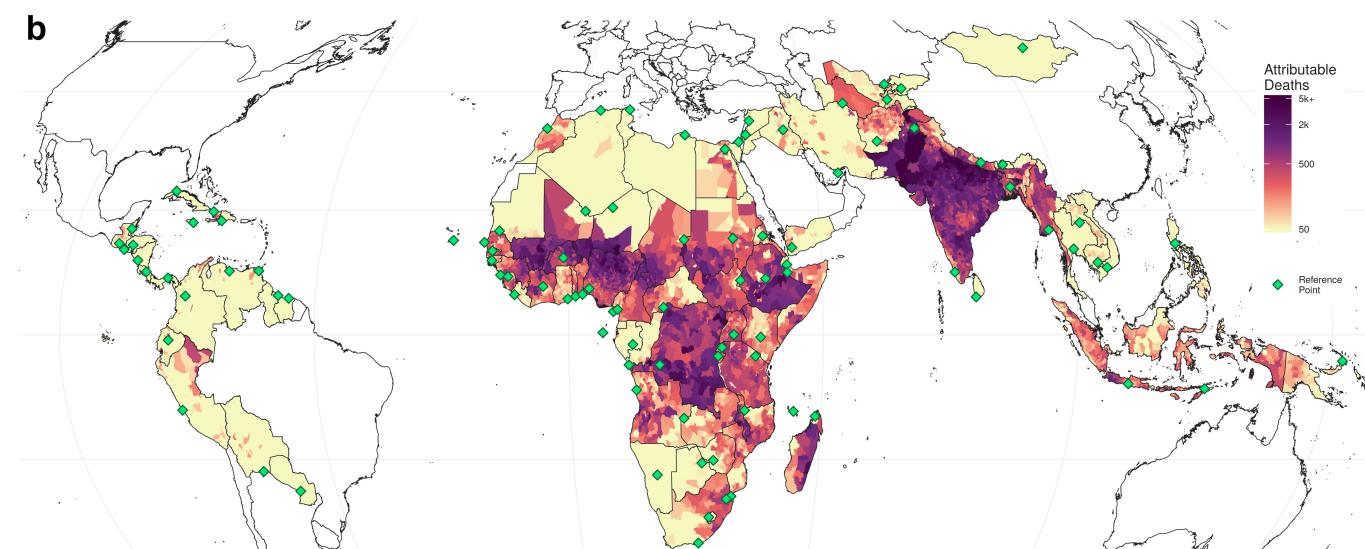 b
Attributable
Deaths
5k+
2k
500
50
Reference
Point